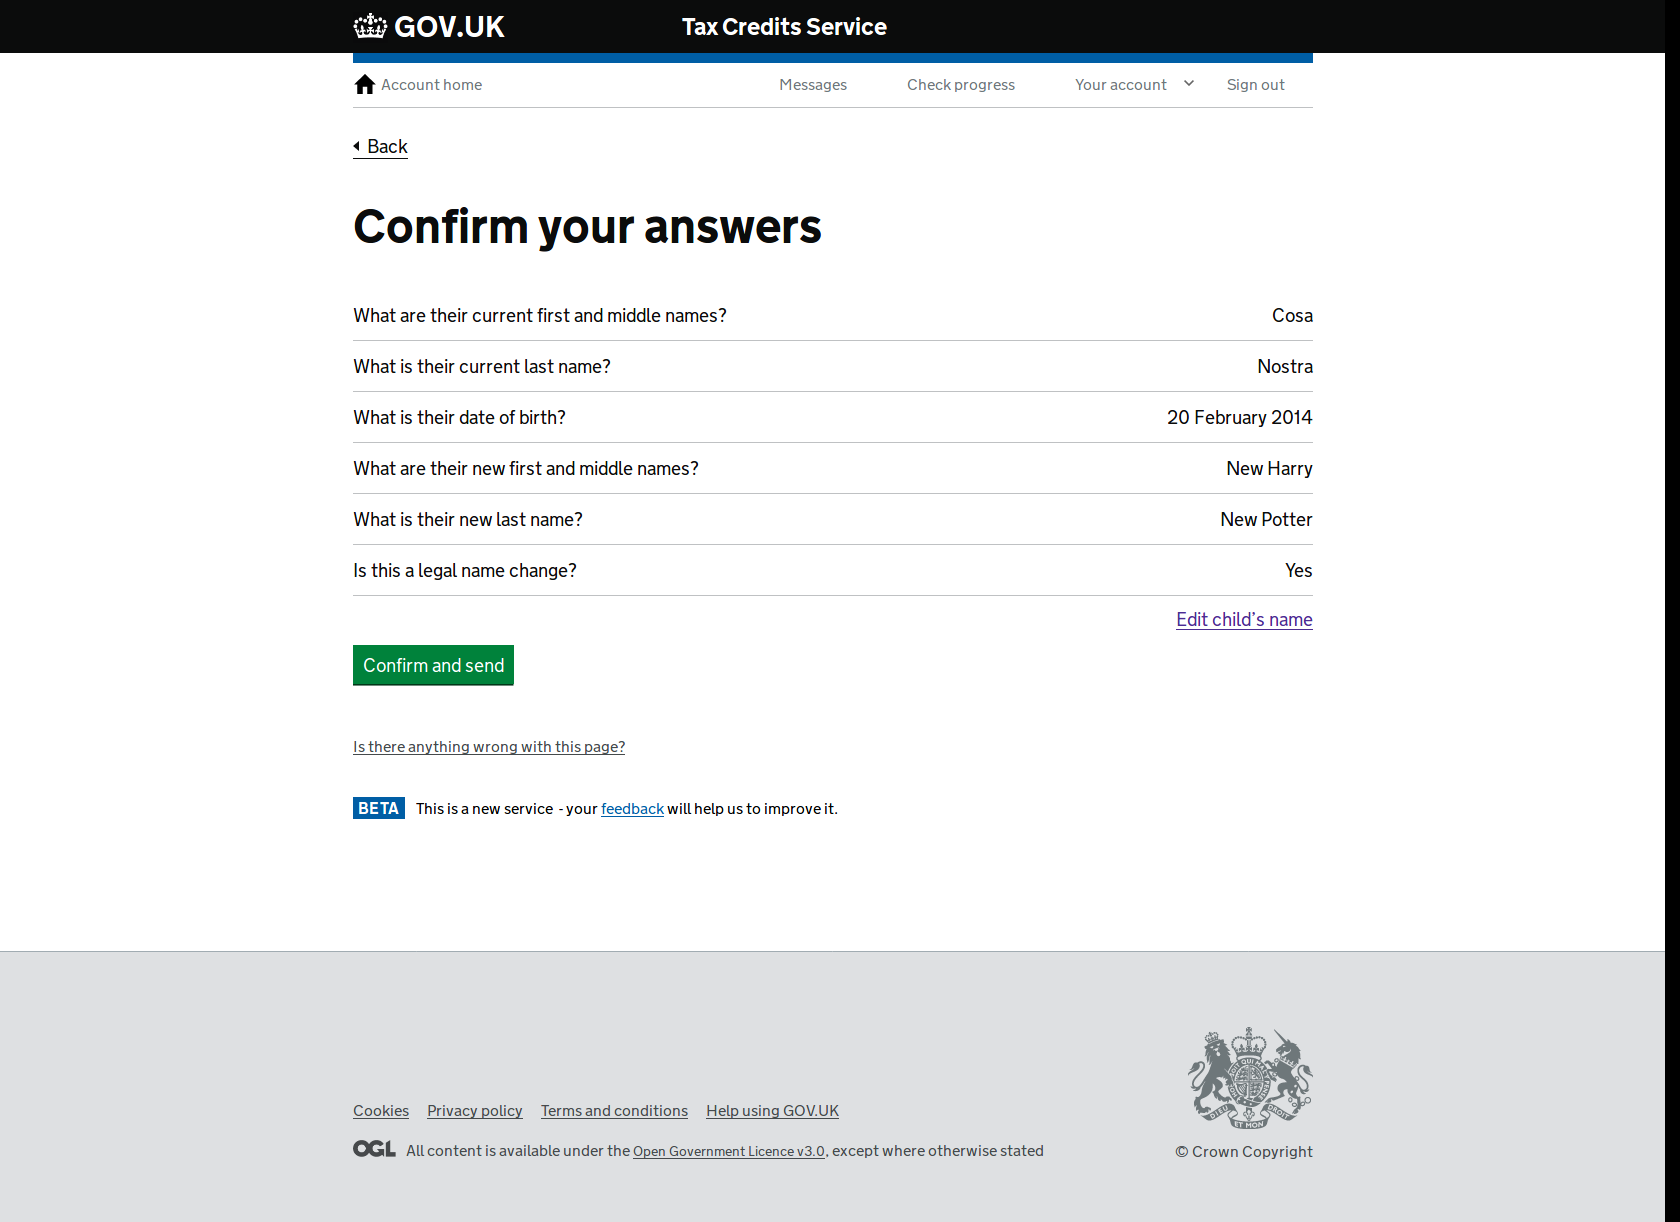 GOV.UK
Tax Credits Service
Account home
Messages
Check progress
Your account
Sign out
Back
Confirm your answers
What are their current first and middle names? Cosa
What is their current last name? Nostra
What is their date of birth? 20 February 2014
What are their new first and middle names? New Harry
What is their new last name? New Potter
Is this a legal name change? Yes
Edit child's name
Confirm and send
Is there anything wrong with this page?
BETA This is a new service - your feedback will help us to improve it.
Cookies Privacy policy Terms and conditions Help using GOV.UK
OGL All content is available under the Open Government Licence v3.0, except where otherwise stated
DIEU ET MON DROIT
© Crown Copyright